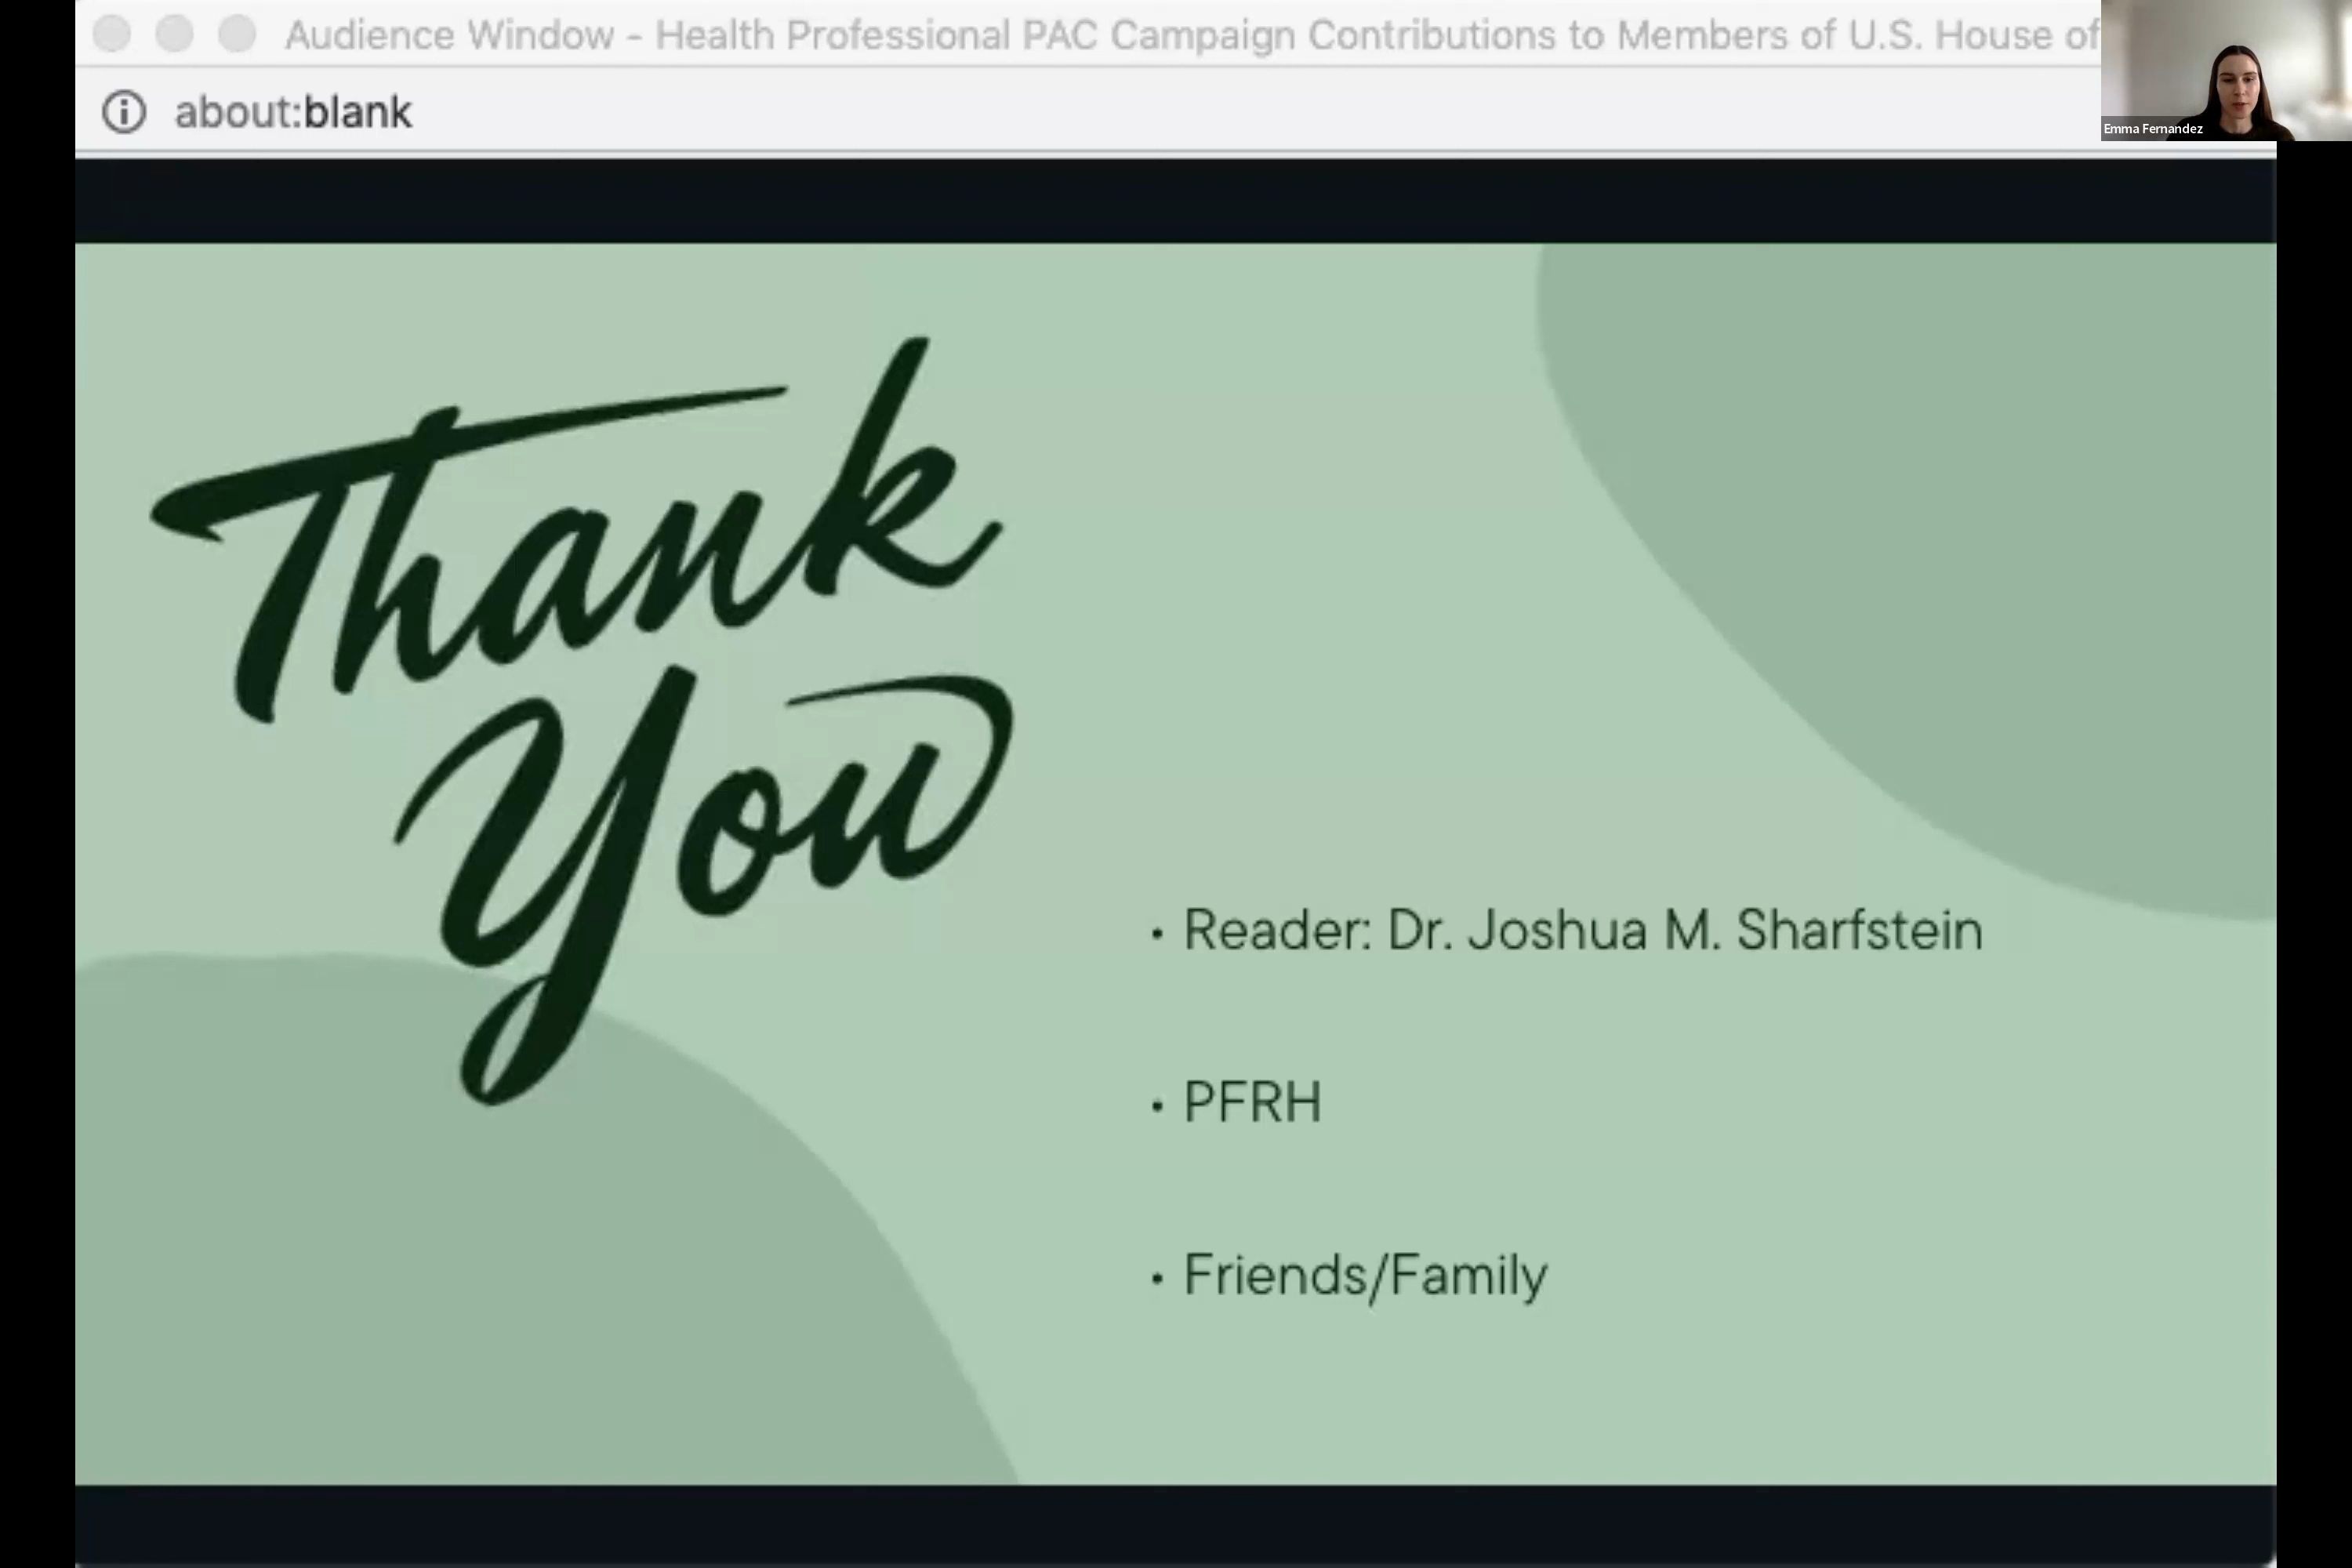 Audience Window - Health Professional PAC Campaign Contributions to Members of U.S. House of
Emma Fernandez
about:blank
Thank
You
• Reader: Dr. Joshua M. Sharfstein
• PFRH
• Friends/Family